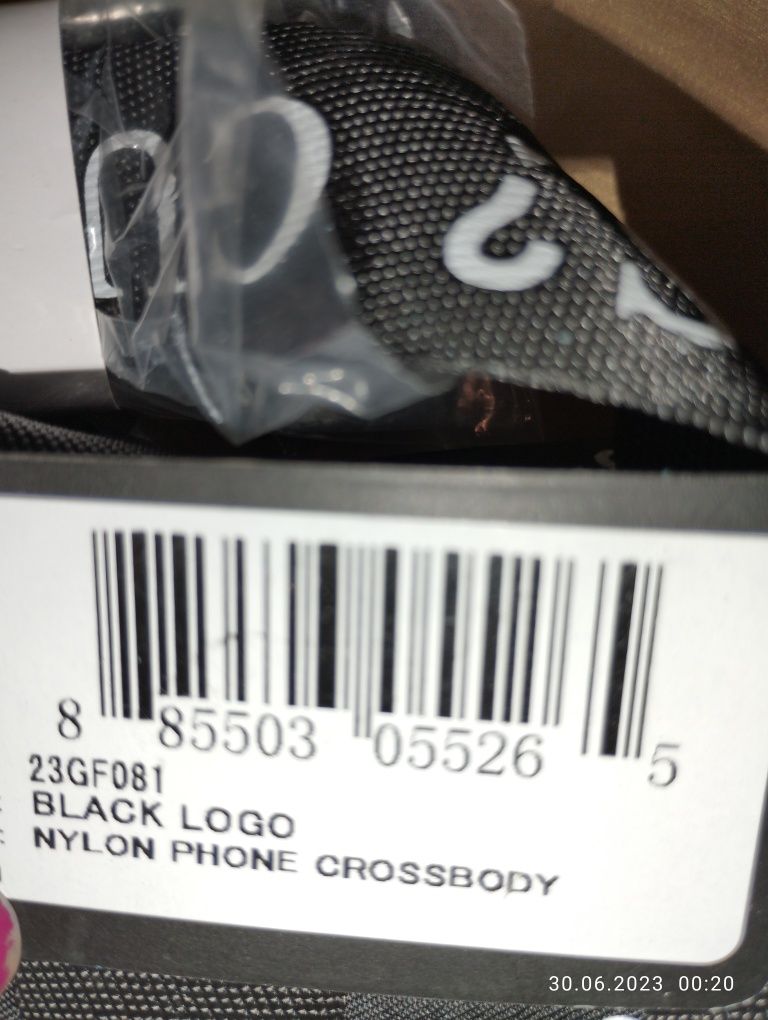 8 85503 05526 5
23GF081
BLACK LOGO
NYLON PHONE CROSSBODY
30.06.2023 00:20